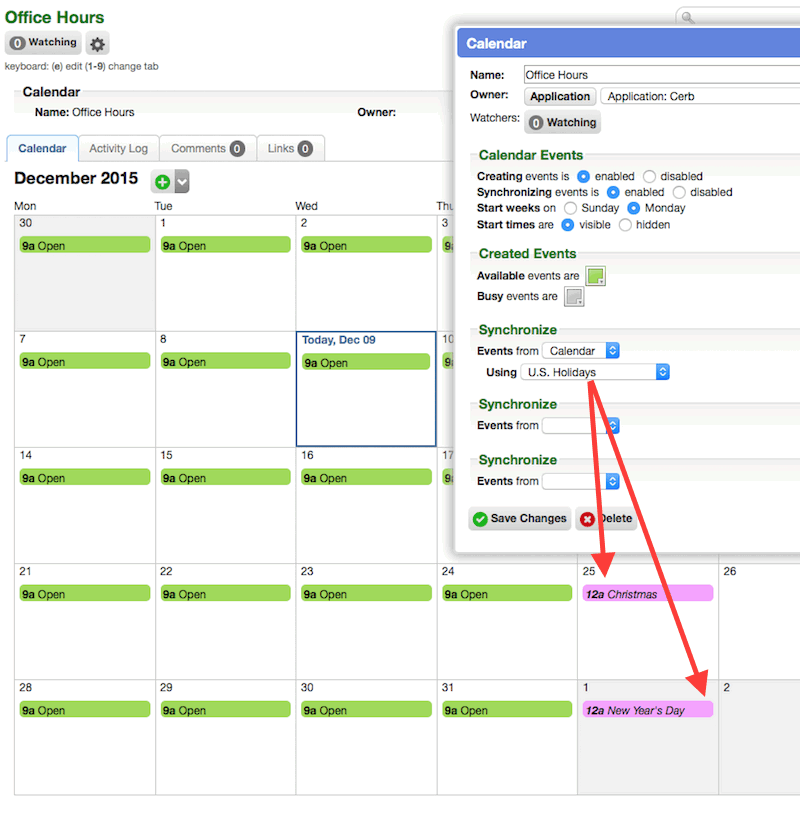 Office Hours
0 Watching
keyboard: (e) edit (1-9) change tab
Calendar
Name: Office Hours Owner:
Calendar Activity Log Comments 0 Links 0
December 2015
Mon Tue Wed Thu
30 1 2 3
9a Open 9a Open 9a Open 9a
7 8 Today, Dec 09 10
9a Open 9a Open 9a Open 9a
14 15 16 17
9a Open 9a Open 9a Open 9a
21 22 23 24 25 26
9a Open 9a Open 9a Open 9a Open 12a Christmas
28 29 30 31 1 2
9a Open 9a Open 9a Open 9a Open 12a New Year's Day
Calendar
Name: Office Hours
Owner: Application Application: Cerb
Watchers: 0 Watching
Calendar Events
Creating events is enabled disabled
Synchronizing events is enabled disabled
Start weeks on Sunday Monday
Start times are visible hidden
Created Events
Available events are
Busy events are
Synchronize
Events from Calendar
Using U.S. Holidays
Synchronize
Events from
Synchronize
Events from
Save Changes Delete